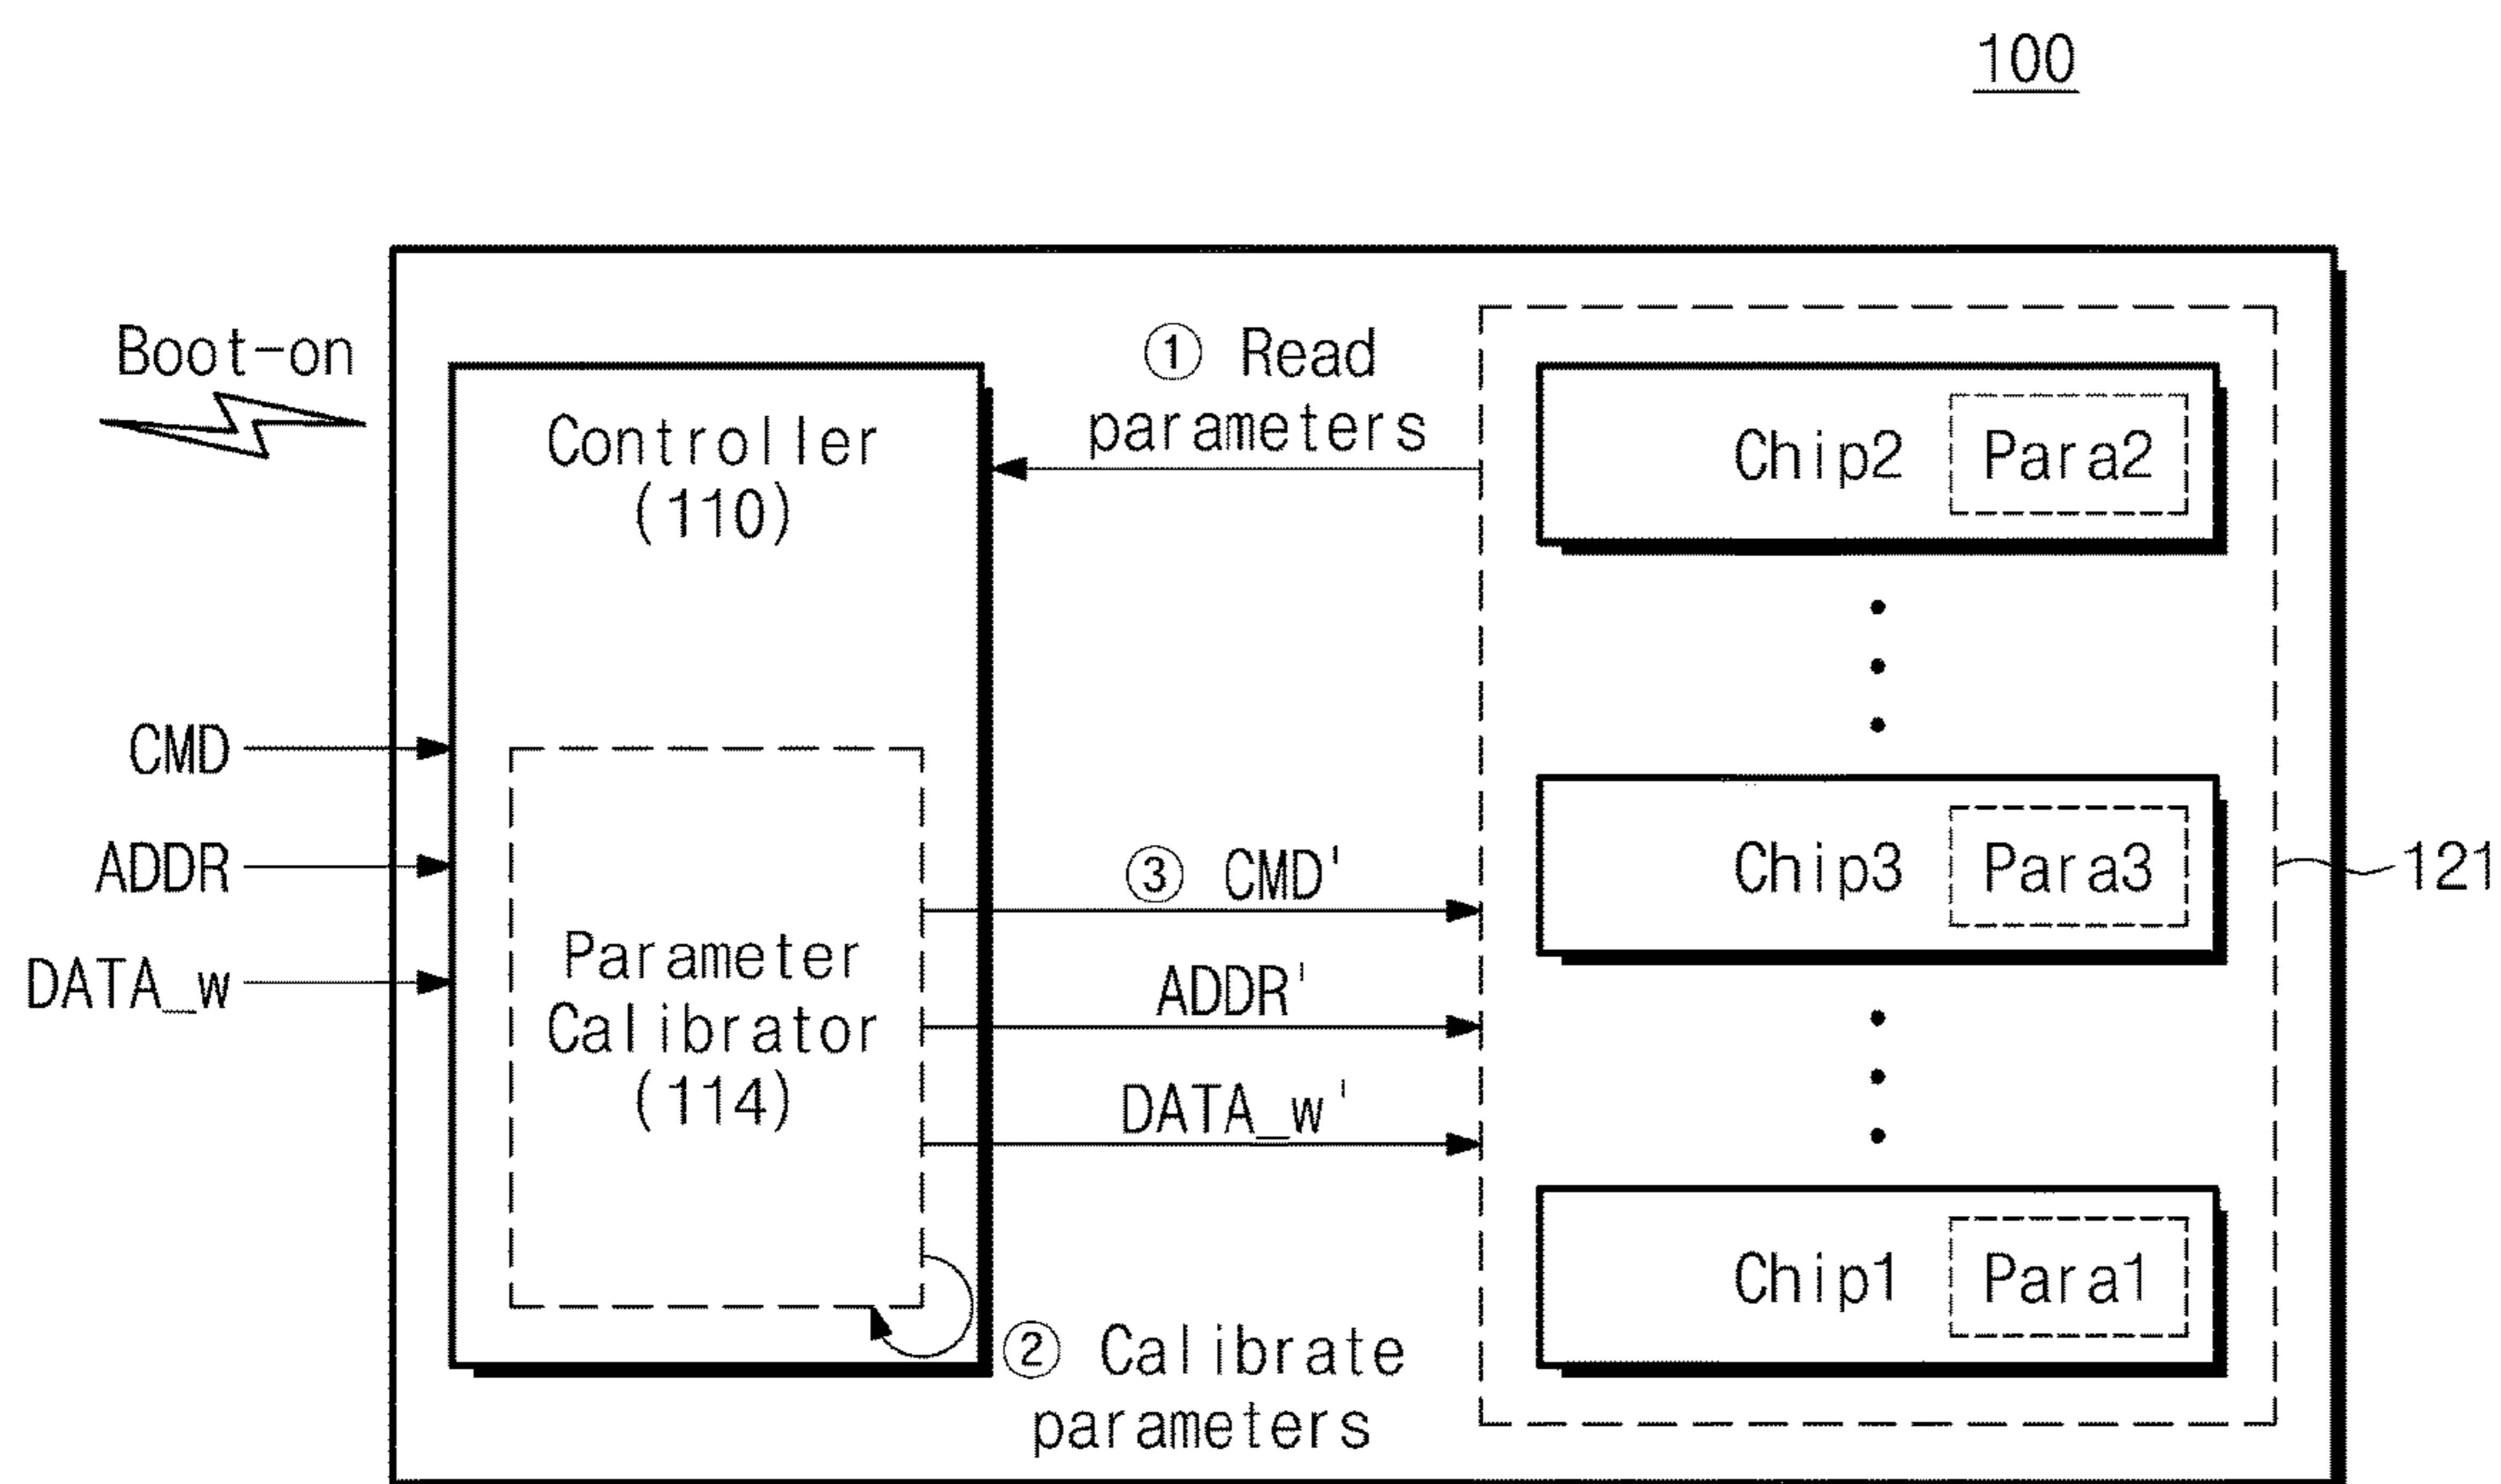 100
Boot-on
① Read
parameters
Controller
(110)
Chip2
Para2
CMD
ADDR
DATA_w
③ CMD'
ADDR'
DATA_w'
Parameter
Calibrator
(114)
Chip3
Para3
121
Chip1
Para1
② Calibrate
parameters